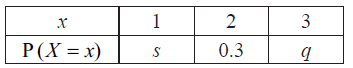 x 1 2 3
P(X = x) s 0.3 q